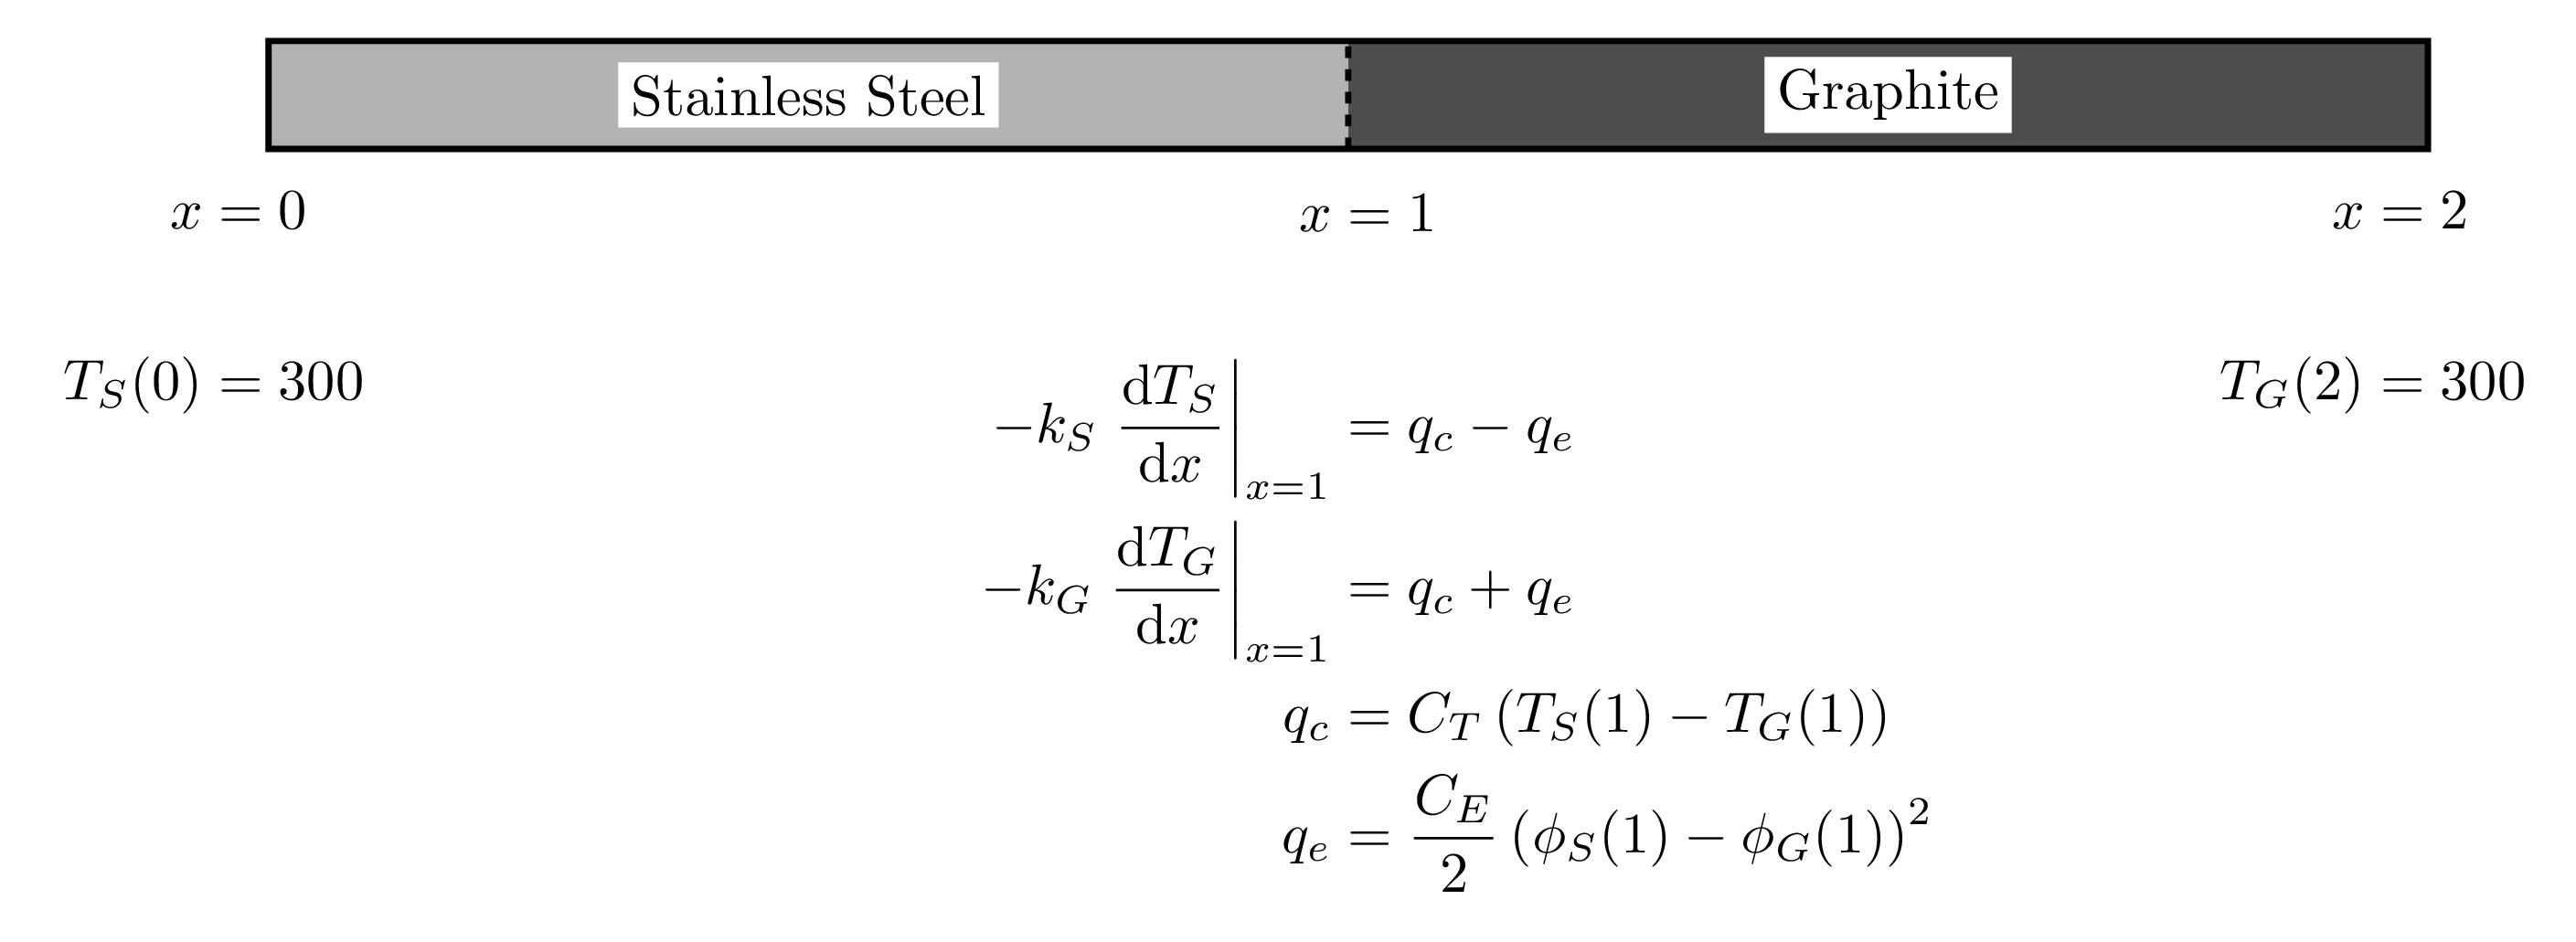 Stainless Steel Graphite
x = 0 x = 1 x = 2
T_S(0) = 300 T_G(2) = 300
-k_S dT_S/dx |_{x=1} = q_c − q_e
-k_G dT_G/dx |_{x=1} = q_c + q_e
q_c = C_T (T_S(1) − T_G(1))
q_e = C_E/2 (ϕ_S(1) − ϕ_G(1))^2